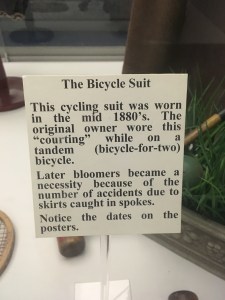 The Bicycle Suit
This cycling suit was worn
in the mid 1880's. The
original owner wore this
"courting" while on a
tandem (bicycle-for-two)
bicycle.
Later bloomers became a
necessity because of the
number of accidents due to
skirts caught in spokes.
Notice the dates on the
posters.